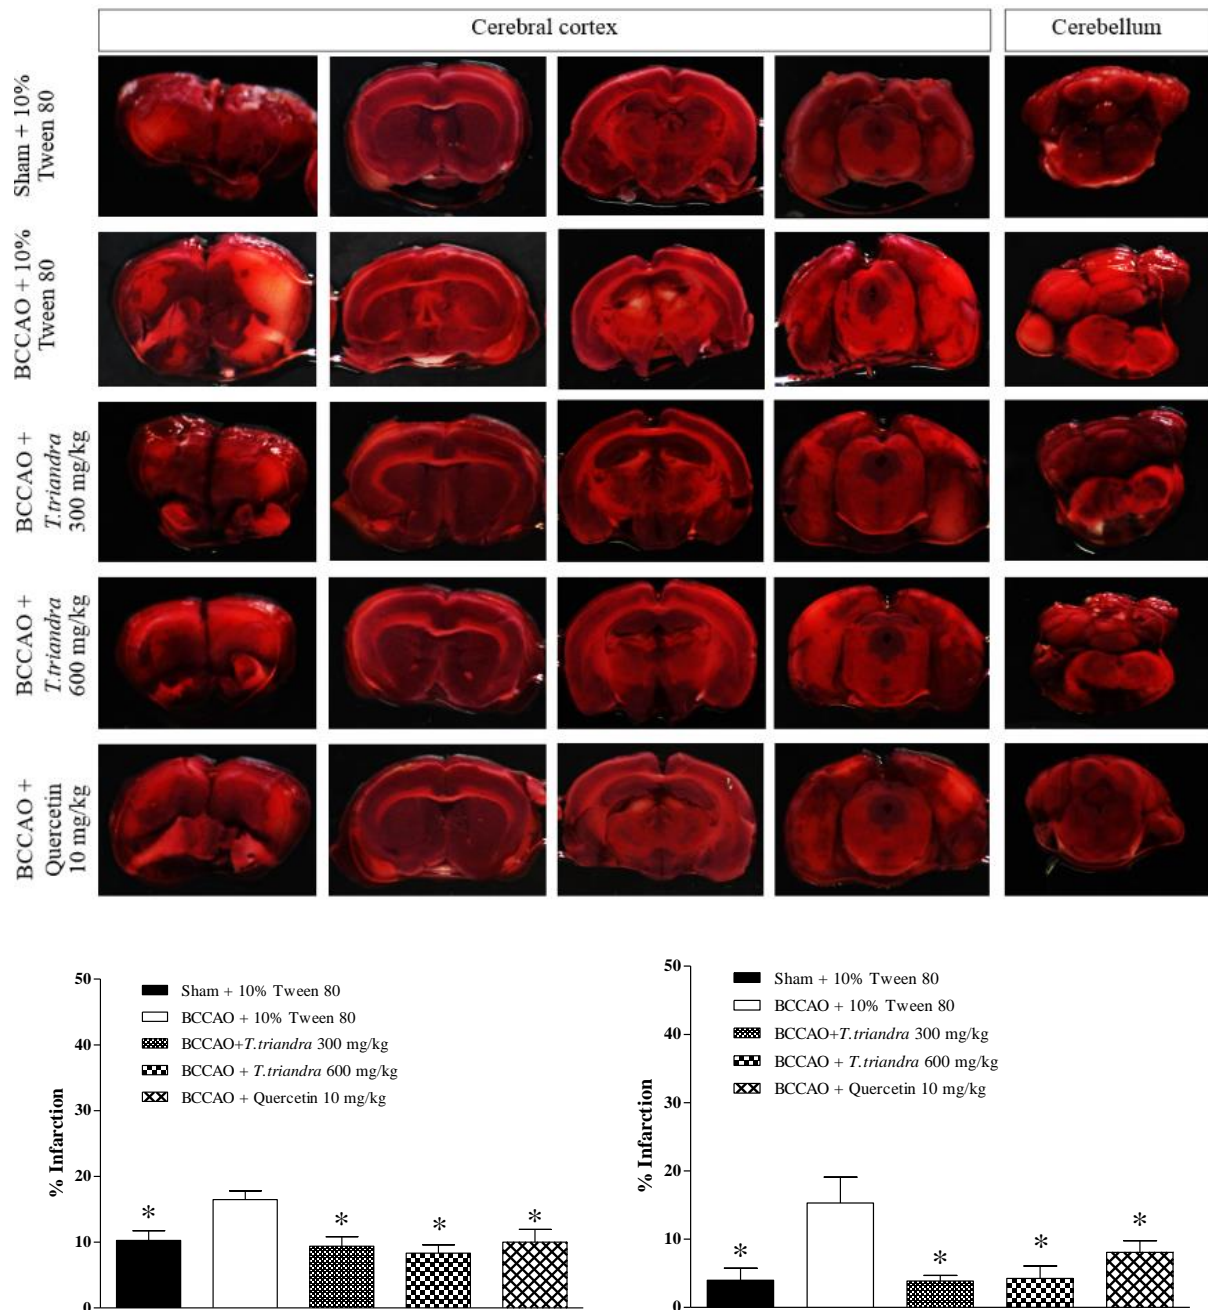 Cerebral cortex
Cerebellum
Sham + 10%
Tween 80
BCCAO + 10%
Tween 80
BCCAO +
T.triandra
300 mg/kg
BCCAO +
T.triandra
600 mg/kg
BCCAO +
Quercetin
10 mg/kg
% Infarction
50
40
30
20
10
0
Sham + 10% Tween 80
BCCAO + 10% Tween 80
BCCAO+T.triandra 300 mg/kg
BCCAO + T.triandra 600 mg/kg
BCCAO + Quercetin 10 mg/kg
*
*
*
*
% Infarction
50
40
30
20
10
0
Sham + 10% Tween 80
BCCAO + 10% Tween 80
BCCAO+T.triandra 300 mg/kg
BCCAO + T.triandra 600 mg/kg
BCCAO + Quercetin 10 mg/kg
*
*
*
*